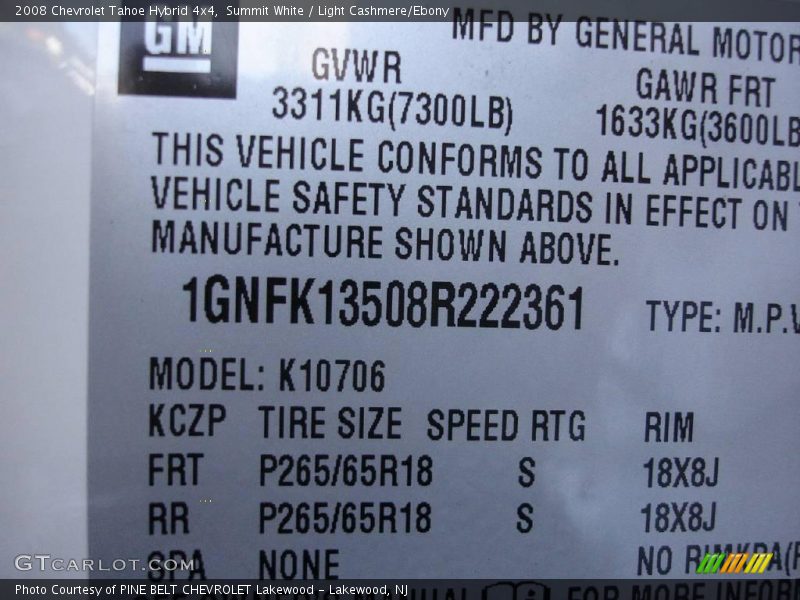 2008 Chevrolet Tahoe Hybrid 4x4, Summit White / Light Cashmere/Ebony
MFD BY GENERAL MOTOR
GM
GVWR GAWR FRT
3311KG(7300LB) 1633KG(3600LB
THIS VEHICLE CONFORMS TO ALL APPLICABL
VEHICLE SAFETY STANDARDS IN EFFECT ON
MANUFACTURE SHOWN ABOVE.
1GNFK13508R222361 TYPE: M.P.V
MODEL: K10706
KCZP TIRE SIZE SPEED RTG RIM
FRT P265/65R18 S 18X8J
RR P265/65R18 S 18X8J
SPA NONE NO
GTCARLOT.COM
Photo Courtesy of PINE BELT CHEVROLET Lakewood - Lakewood, NJ